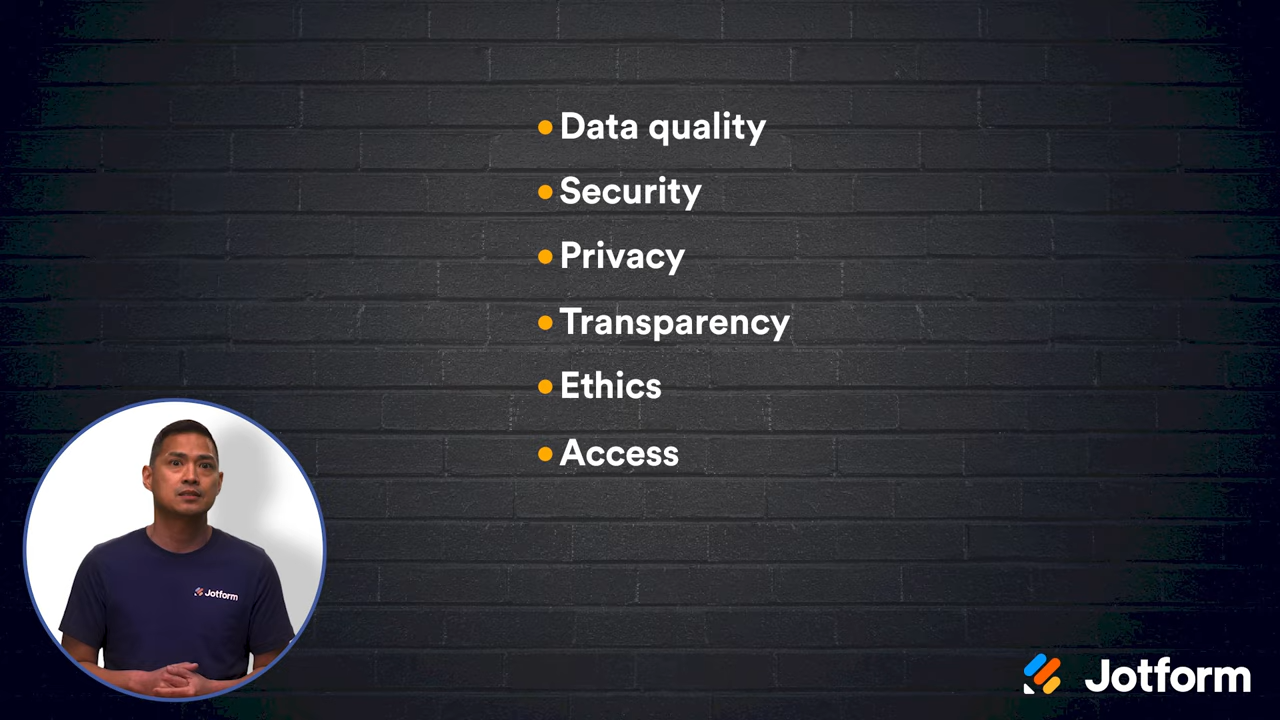 Data quality
Security
Privacy
Transparency
Ethics
Access
Jotform
Jotform